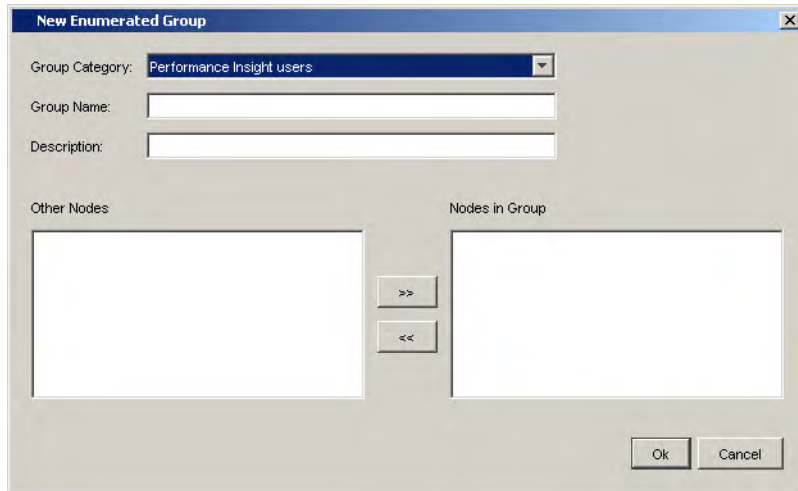 New Enumerated Group
Group Category: Performance Insight users
Group Name:
Description:
Other Nodes Nodes in Group
>>
<<
Ok Cancel